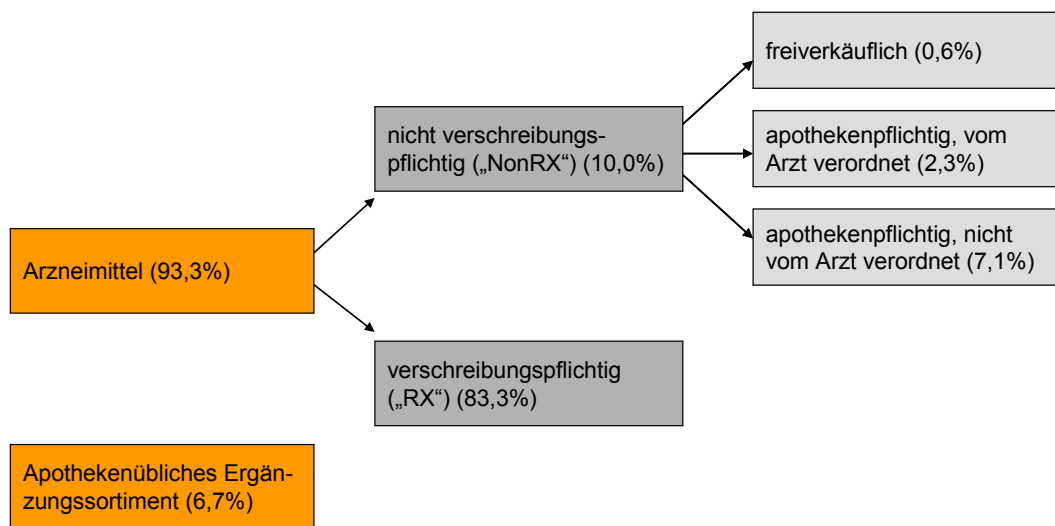 freiverkäuflich (0,6%)
nicht verschreibungs-
pflichtig („NonRX“) (10,0%)
apothekenpflichtig, vom
Arzt verordnet (2,3%)
apothekenpflichtig, nicht
vom Arzt verordnet (7,1%)
Arzneimittel (93,3%)
verschreibungspflichtig
(„RX“) (83,3%)
Apothekenübliches Ergän-
zungssortiment (6,7%)